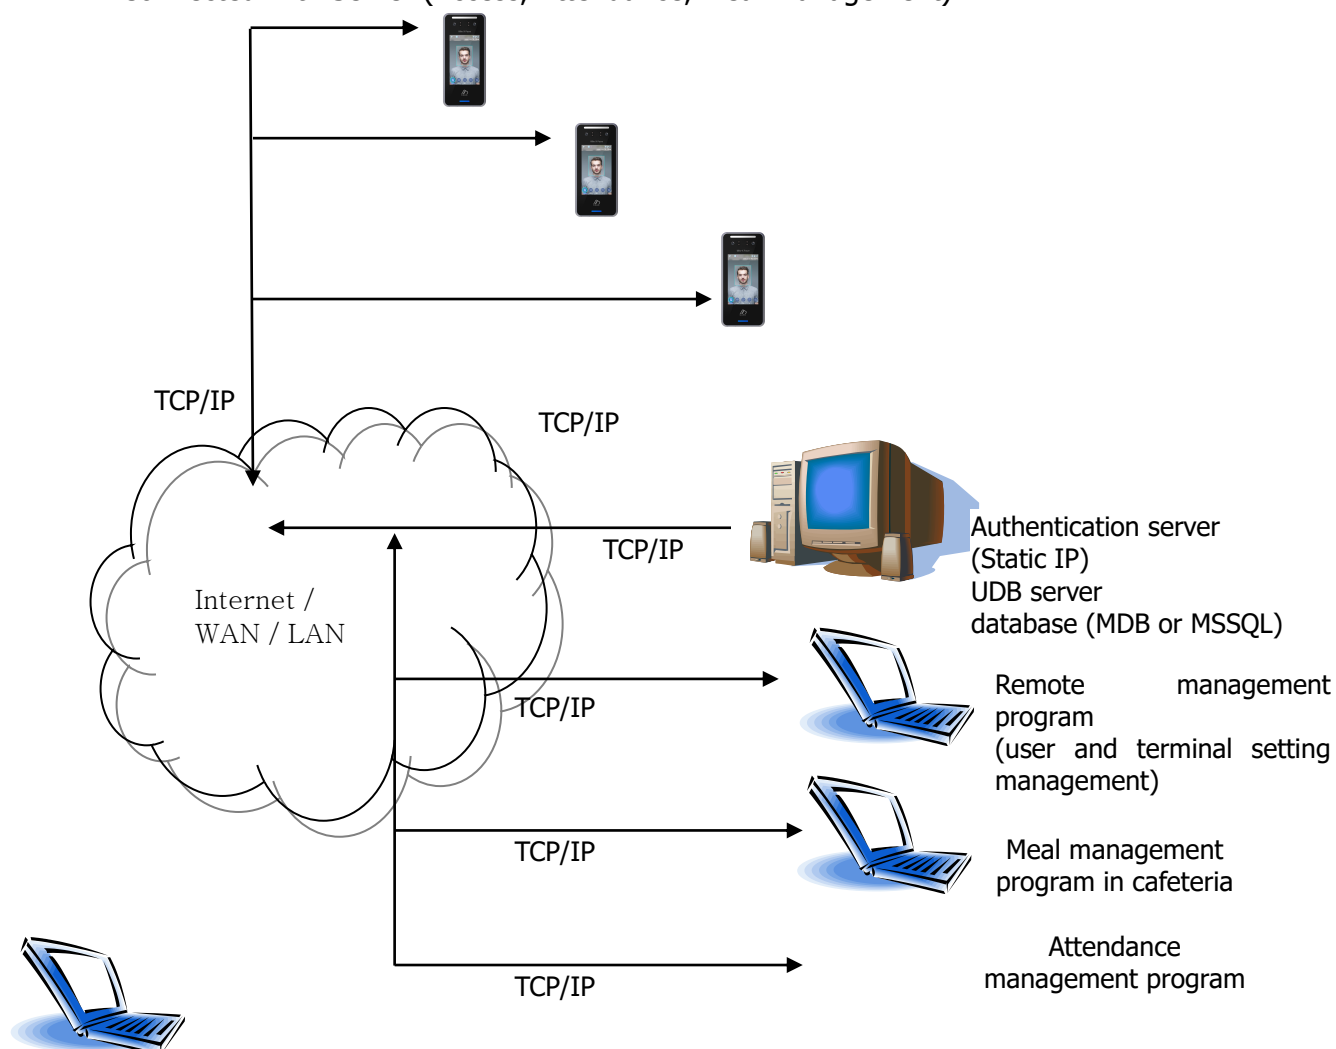 TCP/IP
TCP/IP
TCP/IP
Authentication server
(Static IP)
UDB server
database (MDB or MSSQL)
Internet /
WAN / LAN
Remote management
program
(user and terminal setting
management)
TCP/IP
TCP/IP
Meal management
program in cafeteria
Attendance
management program
TCP/IP